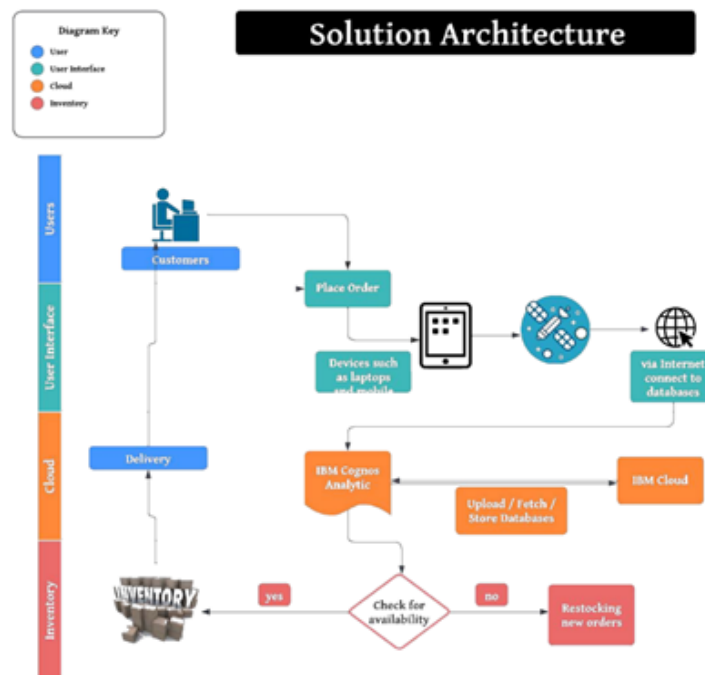 Diagram Key
User
User Interface
Cloud
Inventory
Solution Architecture
Users
Customers
Place Order
User Interface
Devices such
as laptops
and mobile
via Internet
connect to
databases
Cloud
Delivery
IBM Cognos
Analytic
IBM Cloud
Upload / Fetch /
Store Databases
Inventory
INVENTORY
yes
Check for
availability
no
Restocking
new orders